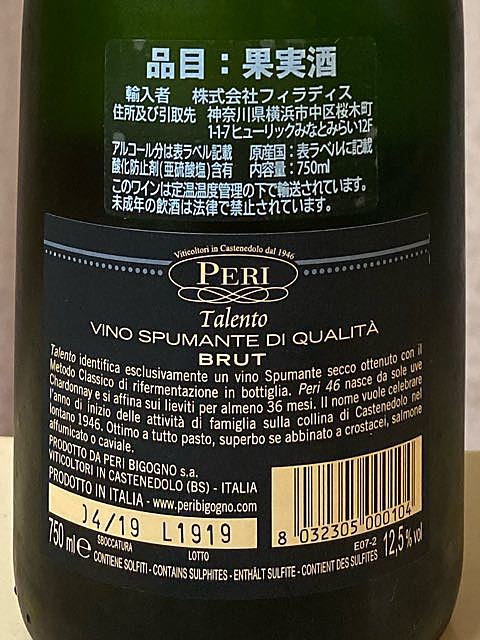 品目：果実酒
輸入者　株式会社フィラディス
住所及び引取先　神奈川県横浜市中区桜木町
1-1-7ヒューリックみなとみらい12F
アルコール分は表ラベル記載　原産国：表ラベルに記載
酸化防止剤(亜硫酸塩)含有　内容量：750ml
このワインは定温温度管理の下で輸送されています。
未成年の飲酒は法律で禁止されています。
Viticoltori in Castenedolo dal 1946
PERI
Talento
VINO SPUMANTE DI QUALITÀ
BRUT
Talento identifica esclusivamente un vino Spumante secco ottenuto con il
Metodo Classico di rifermentazione in bottiglia. Peri 46 nasce da sole uve
Chardonnay e si affina sui lieviti per almeno 36 mesi. Il nome vuole celebrare
l'anno di inizio delle attività di famiglia sulla collina di Castenedolo nel
lontano 1946. Ottimo a tutto pasto, superbo se abbinato a crostacei, salmone
affumicato o caviale.
PRODOTTO DA PERI BIGOGNO s.a.
VITICOLTORI IN CASTENEDOLO (BS) - ITALIA
PRODOTTO IN ITALIA - www.peribigogno.com
04/19 L1919
SBOCCATURA LOTTO
8 032305 000104
750 ml e
E07-2 12,5% vol
CONTIENE SOLFITI - CONTAINS SULPHITES - ENTHÄLT SULFITE - CONTIENT DES SULFITES